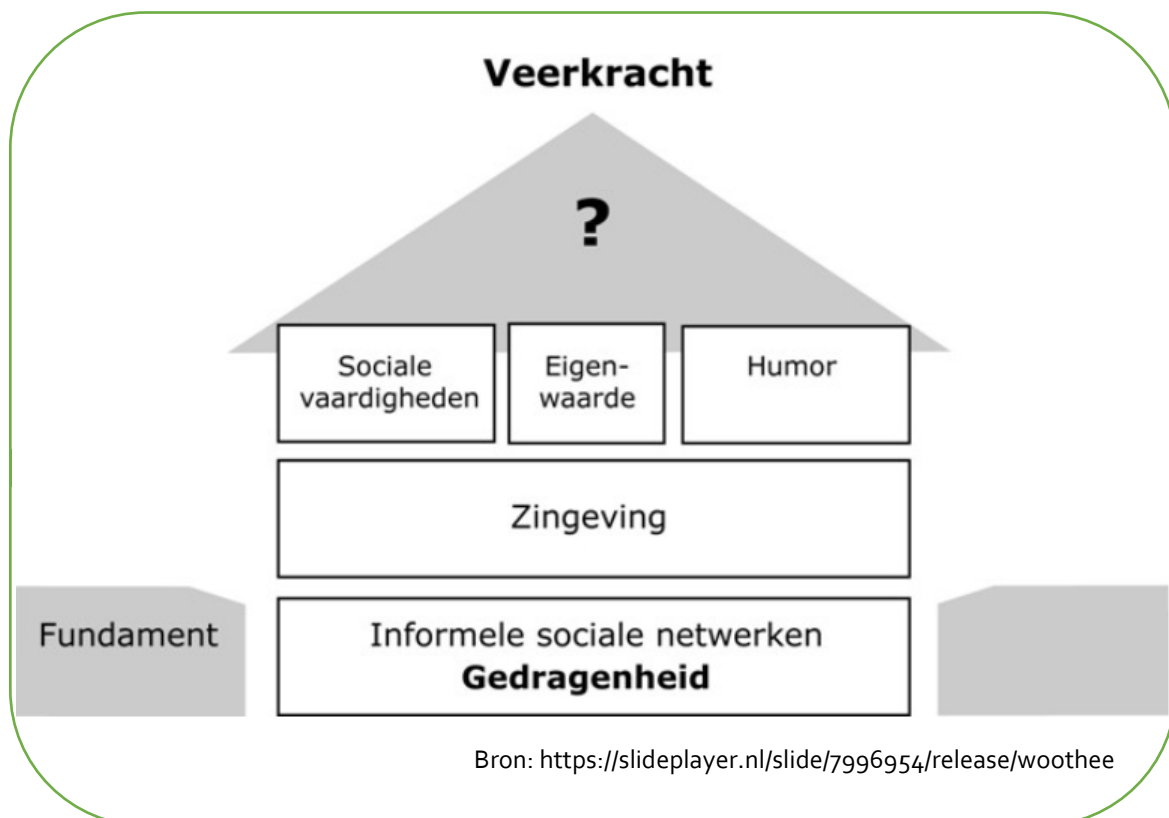 Veerkracht
?
Sociale
vaardigheden
Eigen-
waarde
Humor
Zingeving
Fundament
Informele sociale netwerken
Gedragenheid
Bron: https://slideplayer.nl/slide/7996954/release/woothee